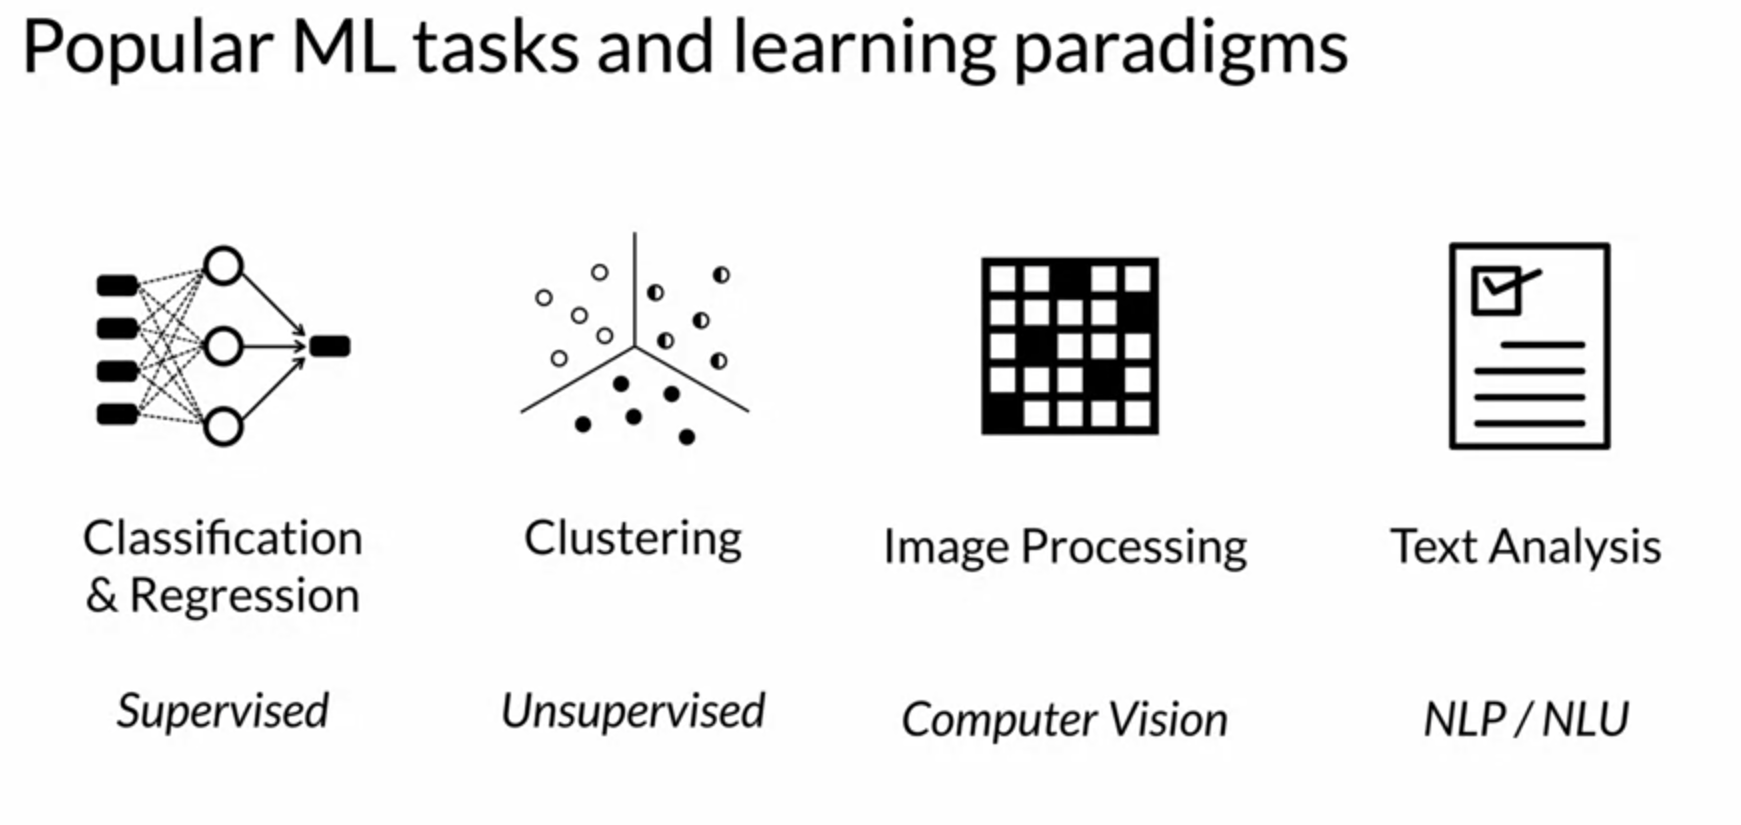 Popular ML tasks and learning paradigms
Classification
& Regression
Supervised
Clustering
Unsupervised
Image Processing
Computer Vision
Text Analysis
NLP / NLU